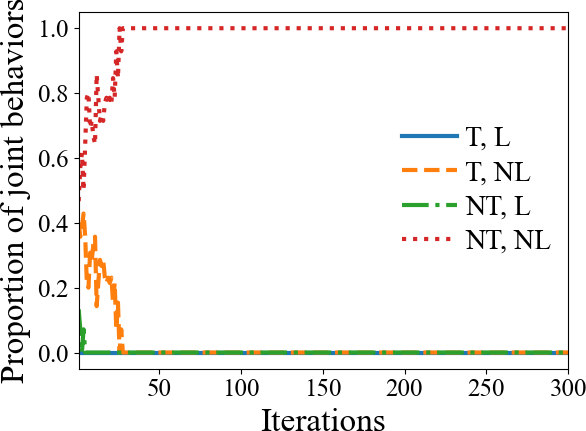 Proportion of joint behaviors
1.0
0.8
0.6
0.4
0.2
0.0
T, L
T, NL
NT, L
NT, NL
50 100 150 200 250 300
Iterations